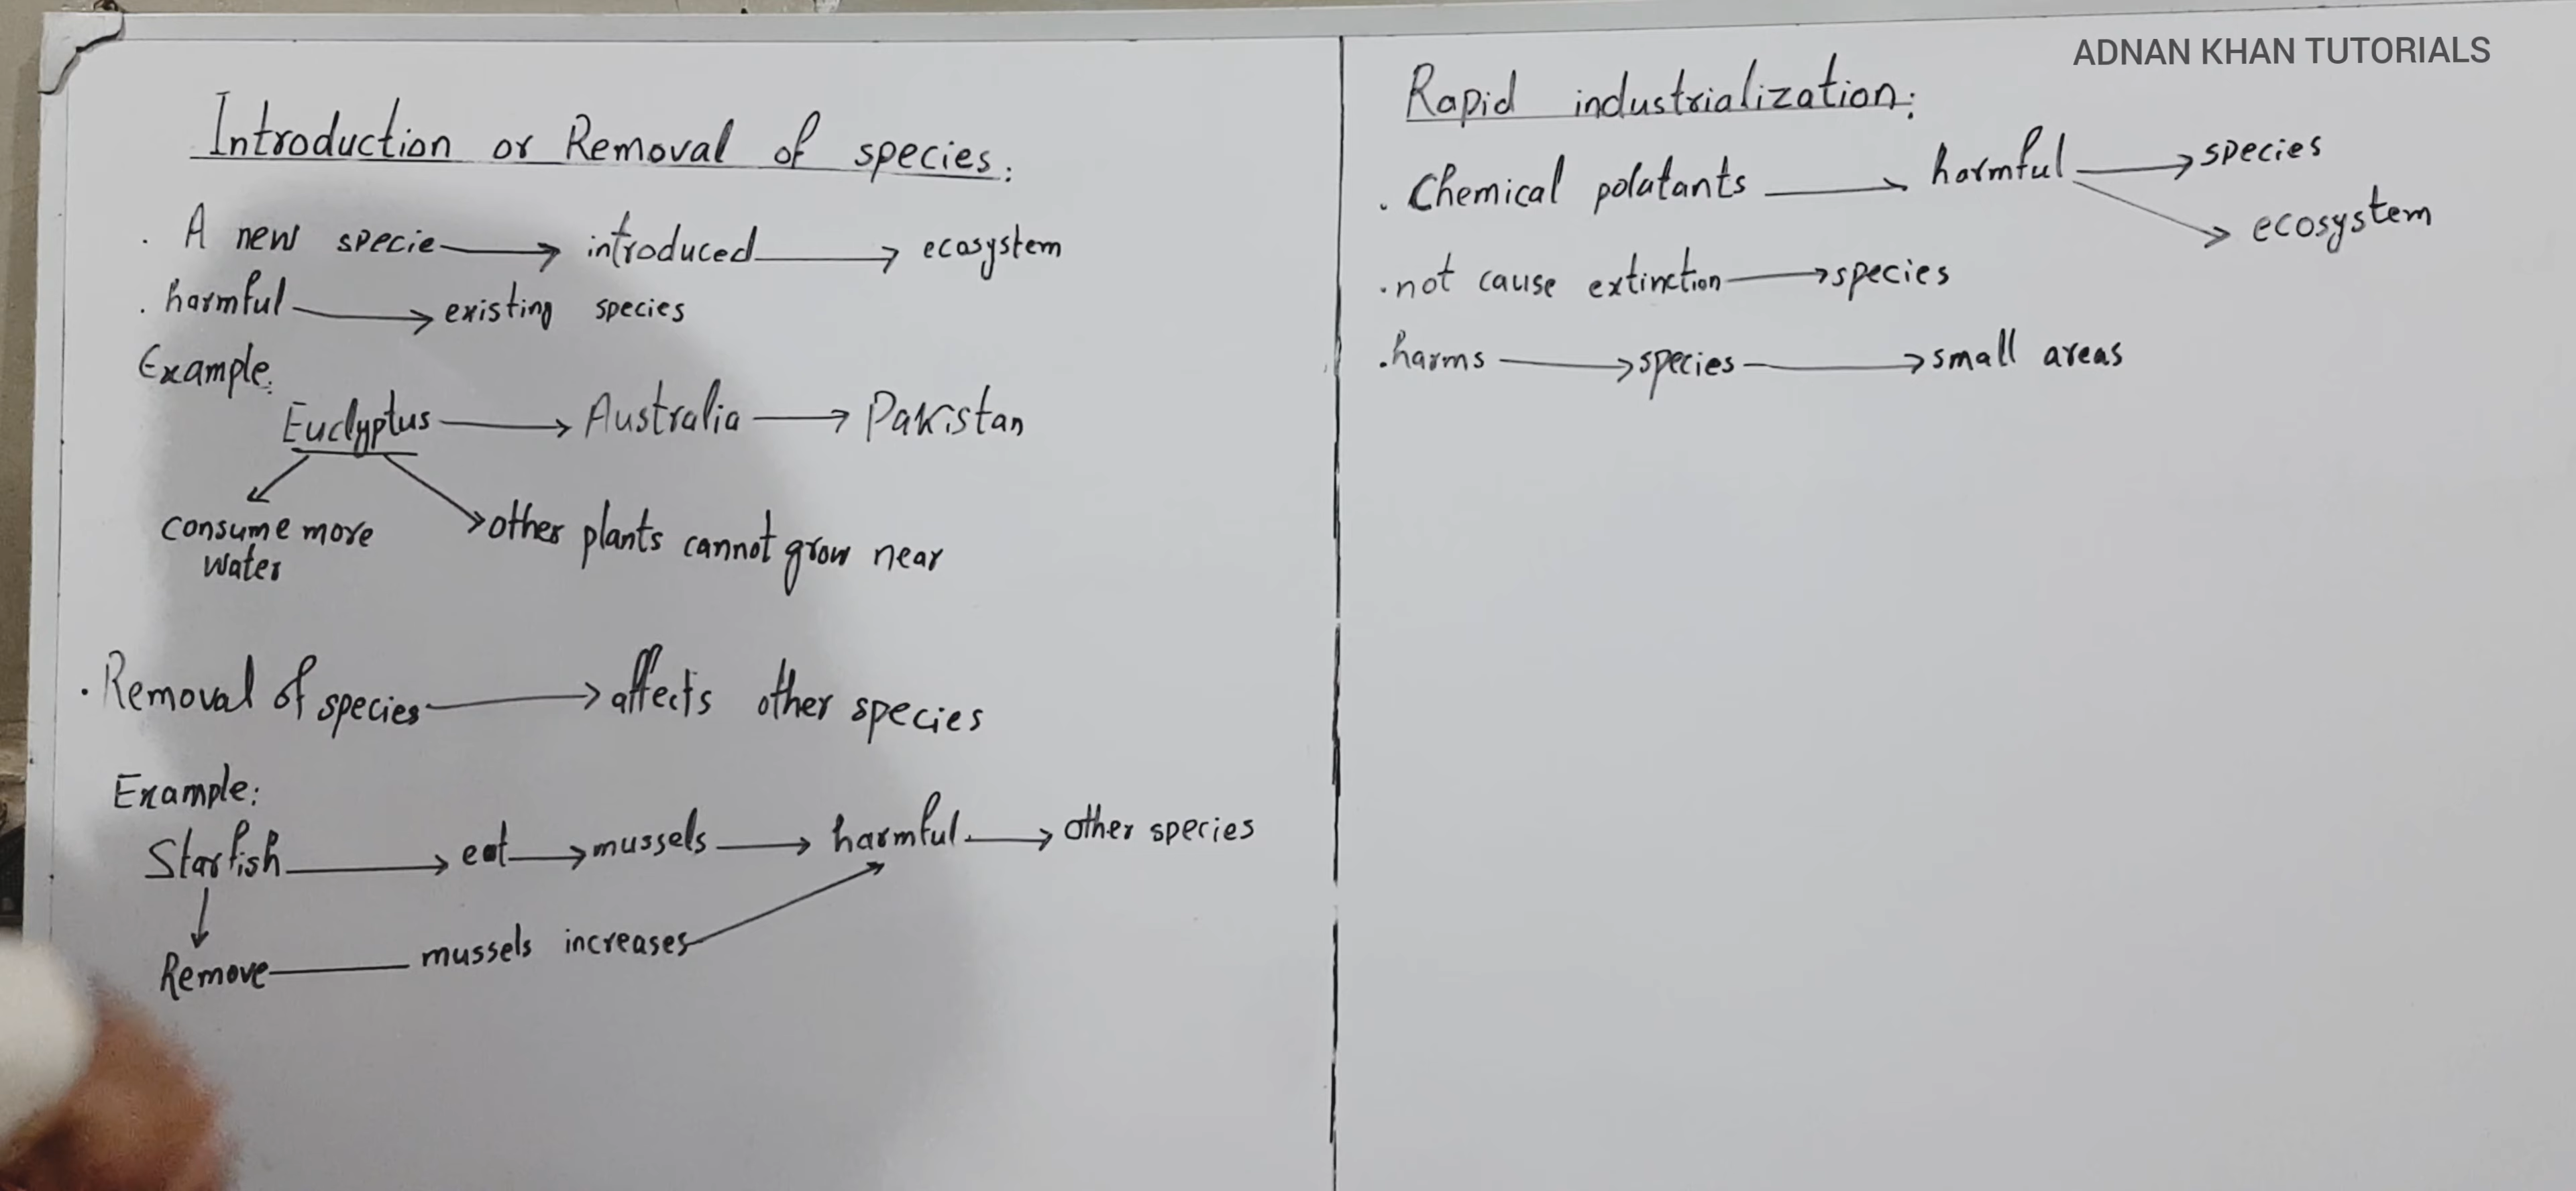 ADNAN KHAN TUTORIALS
Introduction or Removal of species:
. A new specie → introduced → ecosystem
. harmful → existing species
Example:
Euclyptus → Australia → Pakistan
consume more
water
other plants cannot grow near
. Removal of species → affects other species
Example:
Starfish → eat → mussels → harmful → other species
Remove — mussels increases
Rapid industrialization:
. Chemical polutants → harmful → species
→ ecosystem
. not cause extinction → species
. harms → species → small areas